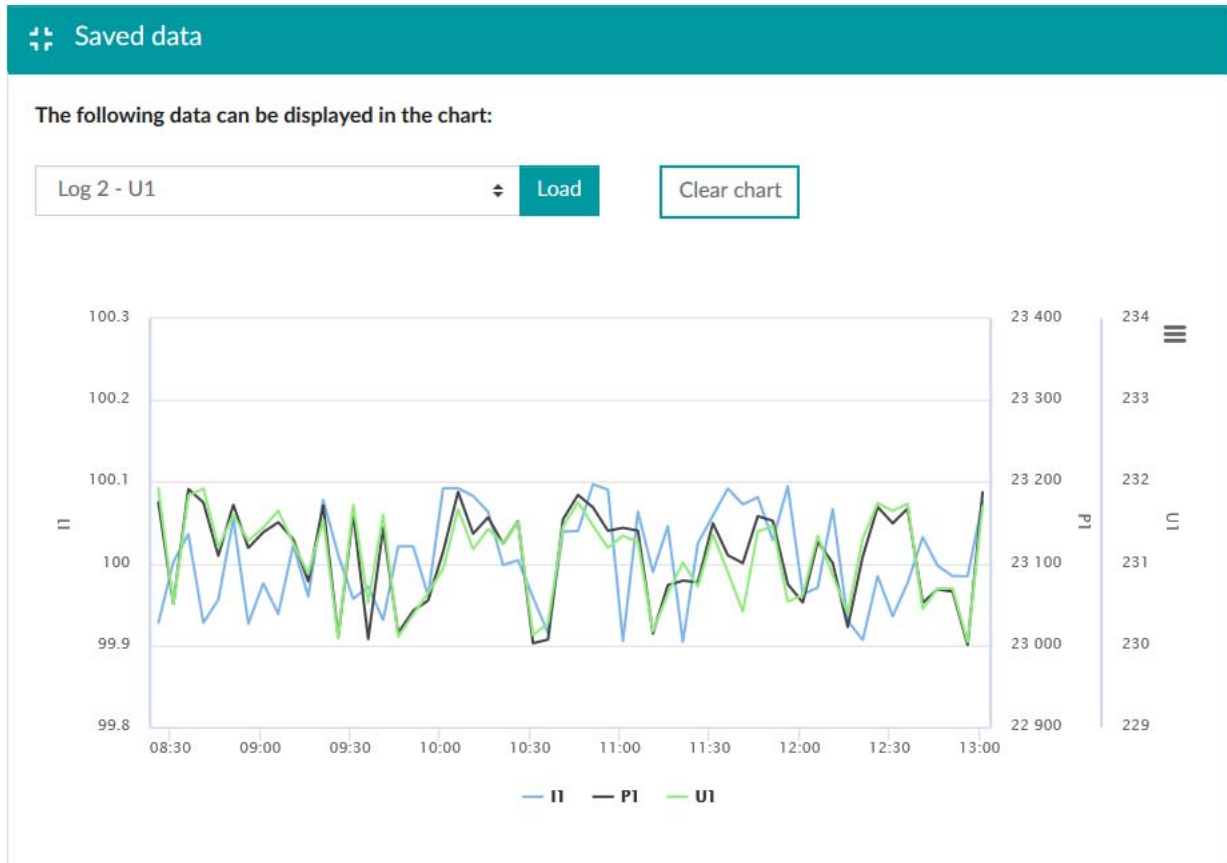 Saved data
The following data can be displayed in the chart:
Log 2 - U1
Load
Clear chart
100.3
100.2
100.1
100
99.9
99.8
I1
23 400
23 300
23 200
23 100
23 000
22 900
P1
234
233
232
231
230
229
U1
08:30 09:00 09:30 10:00 10:30 11:00 11:30 12:00 12:30 13:00
I1 P1 U1